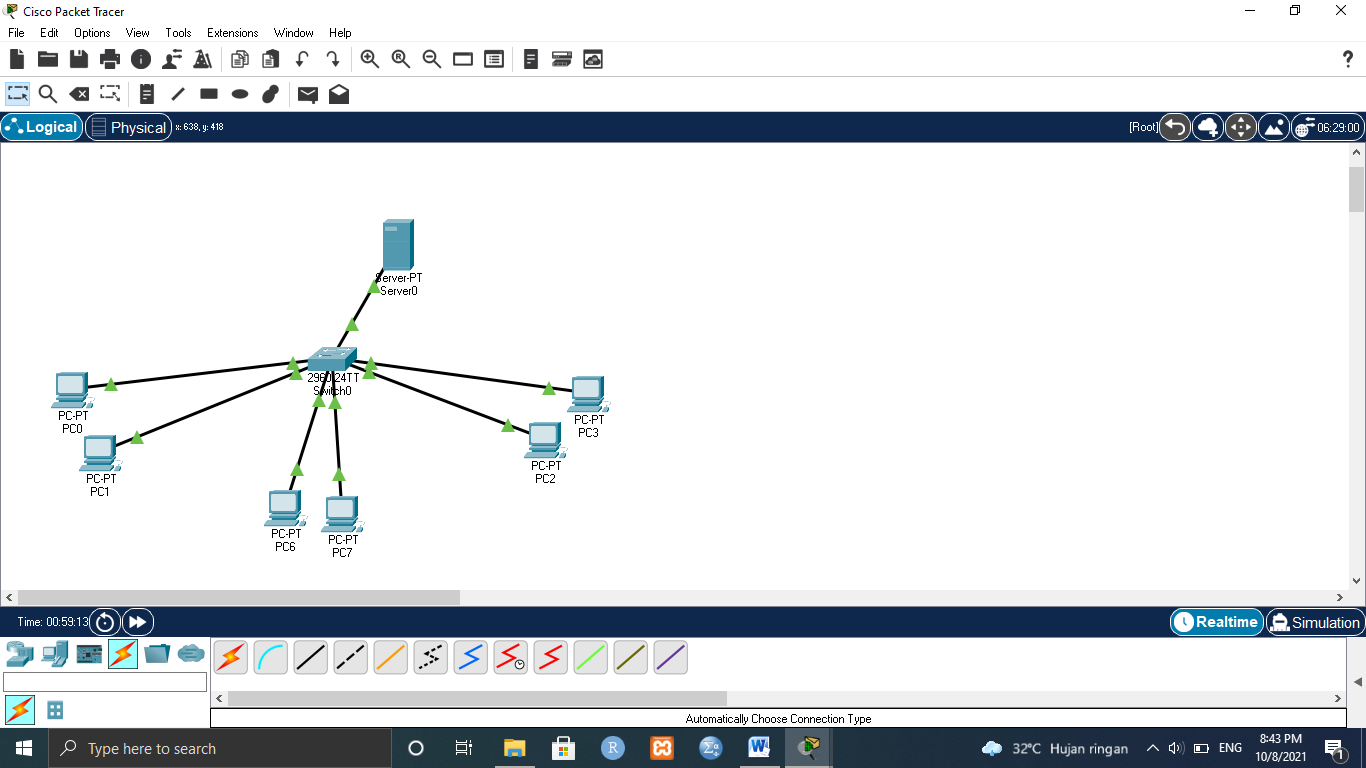 Cisco Packet Tracer
File Edit Options View Tools Extensions Window Help
Logical Physical x: 638, y: 418 [Root] 06:29:00
Server-PT
Server0
2960-24TT
Switch0
PC-PT
PC0
PC-PT
PC1
PC-PT
PC3
PC-PT
PC2
PC-PT
PC6
PC-PT
PC7
Time: 00:59:13 Realtime Simulation
Automatically Choose Connection Type
Type here to search
32°C Hujan ringan ENG
8:43 PM
10/8/2021
1